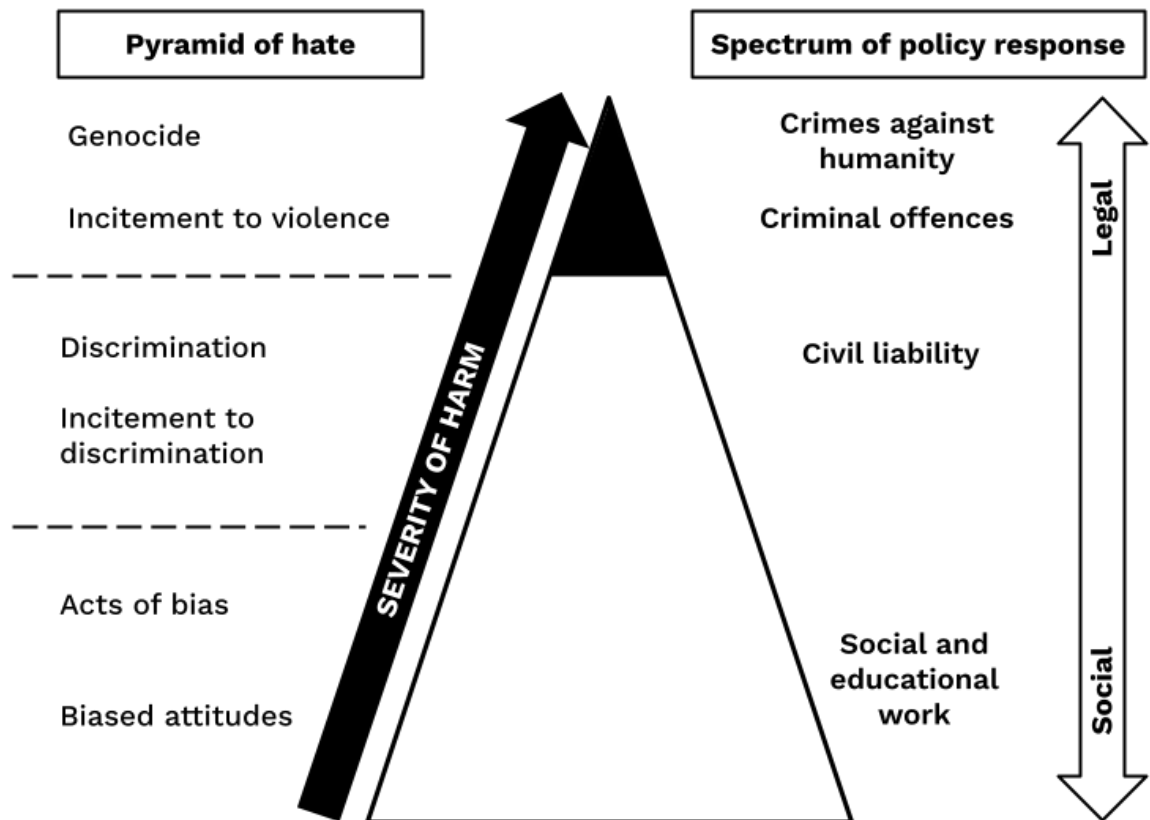 Pyramid of hate
Spectrum of policy response
Genocide
Incitement to violence
Discrimination
Incitement to
discrimination
Acts of bias
Biased attitudes
SEVERITY OF HARM
Crimes against
humanity
Criminal offences
Civil liability
Social and
educational
work
Legal
Social